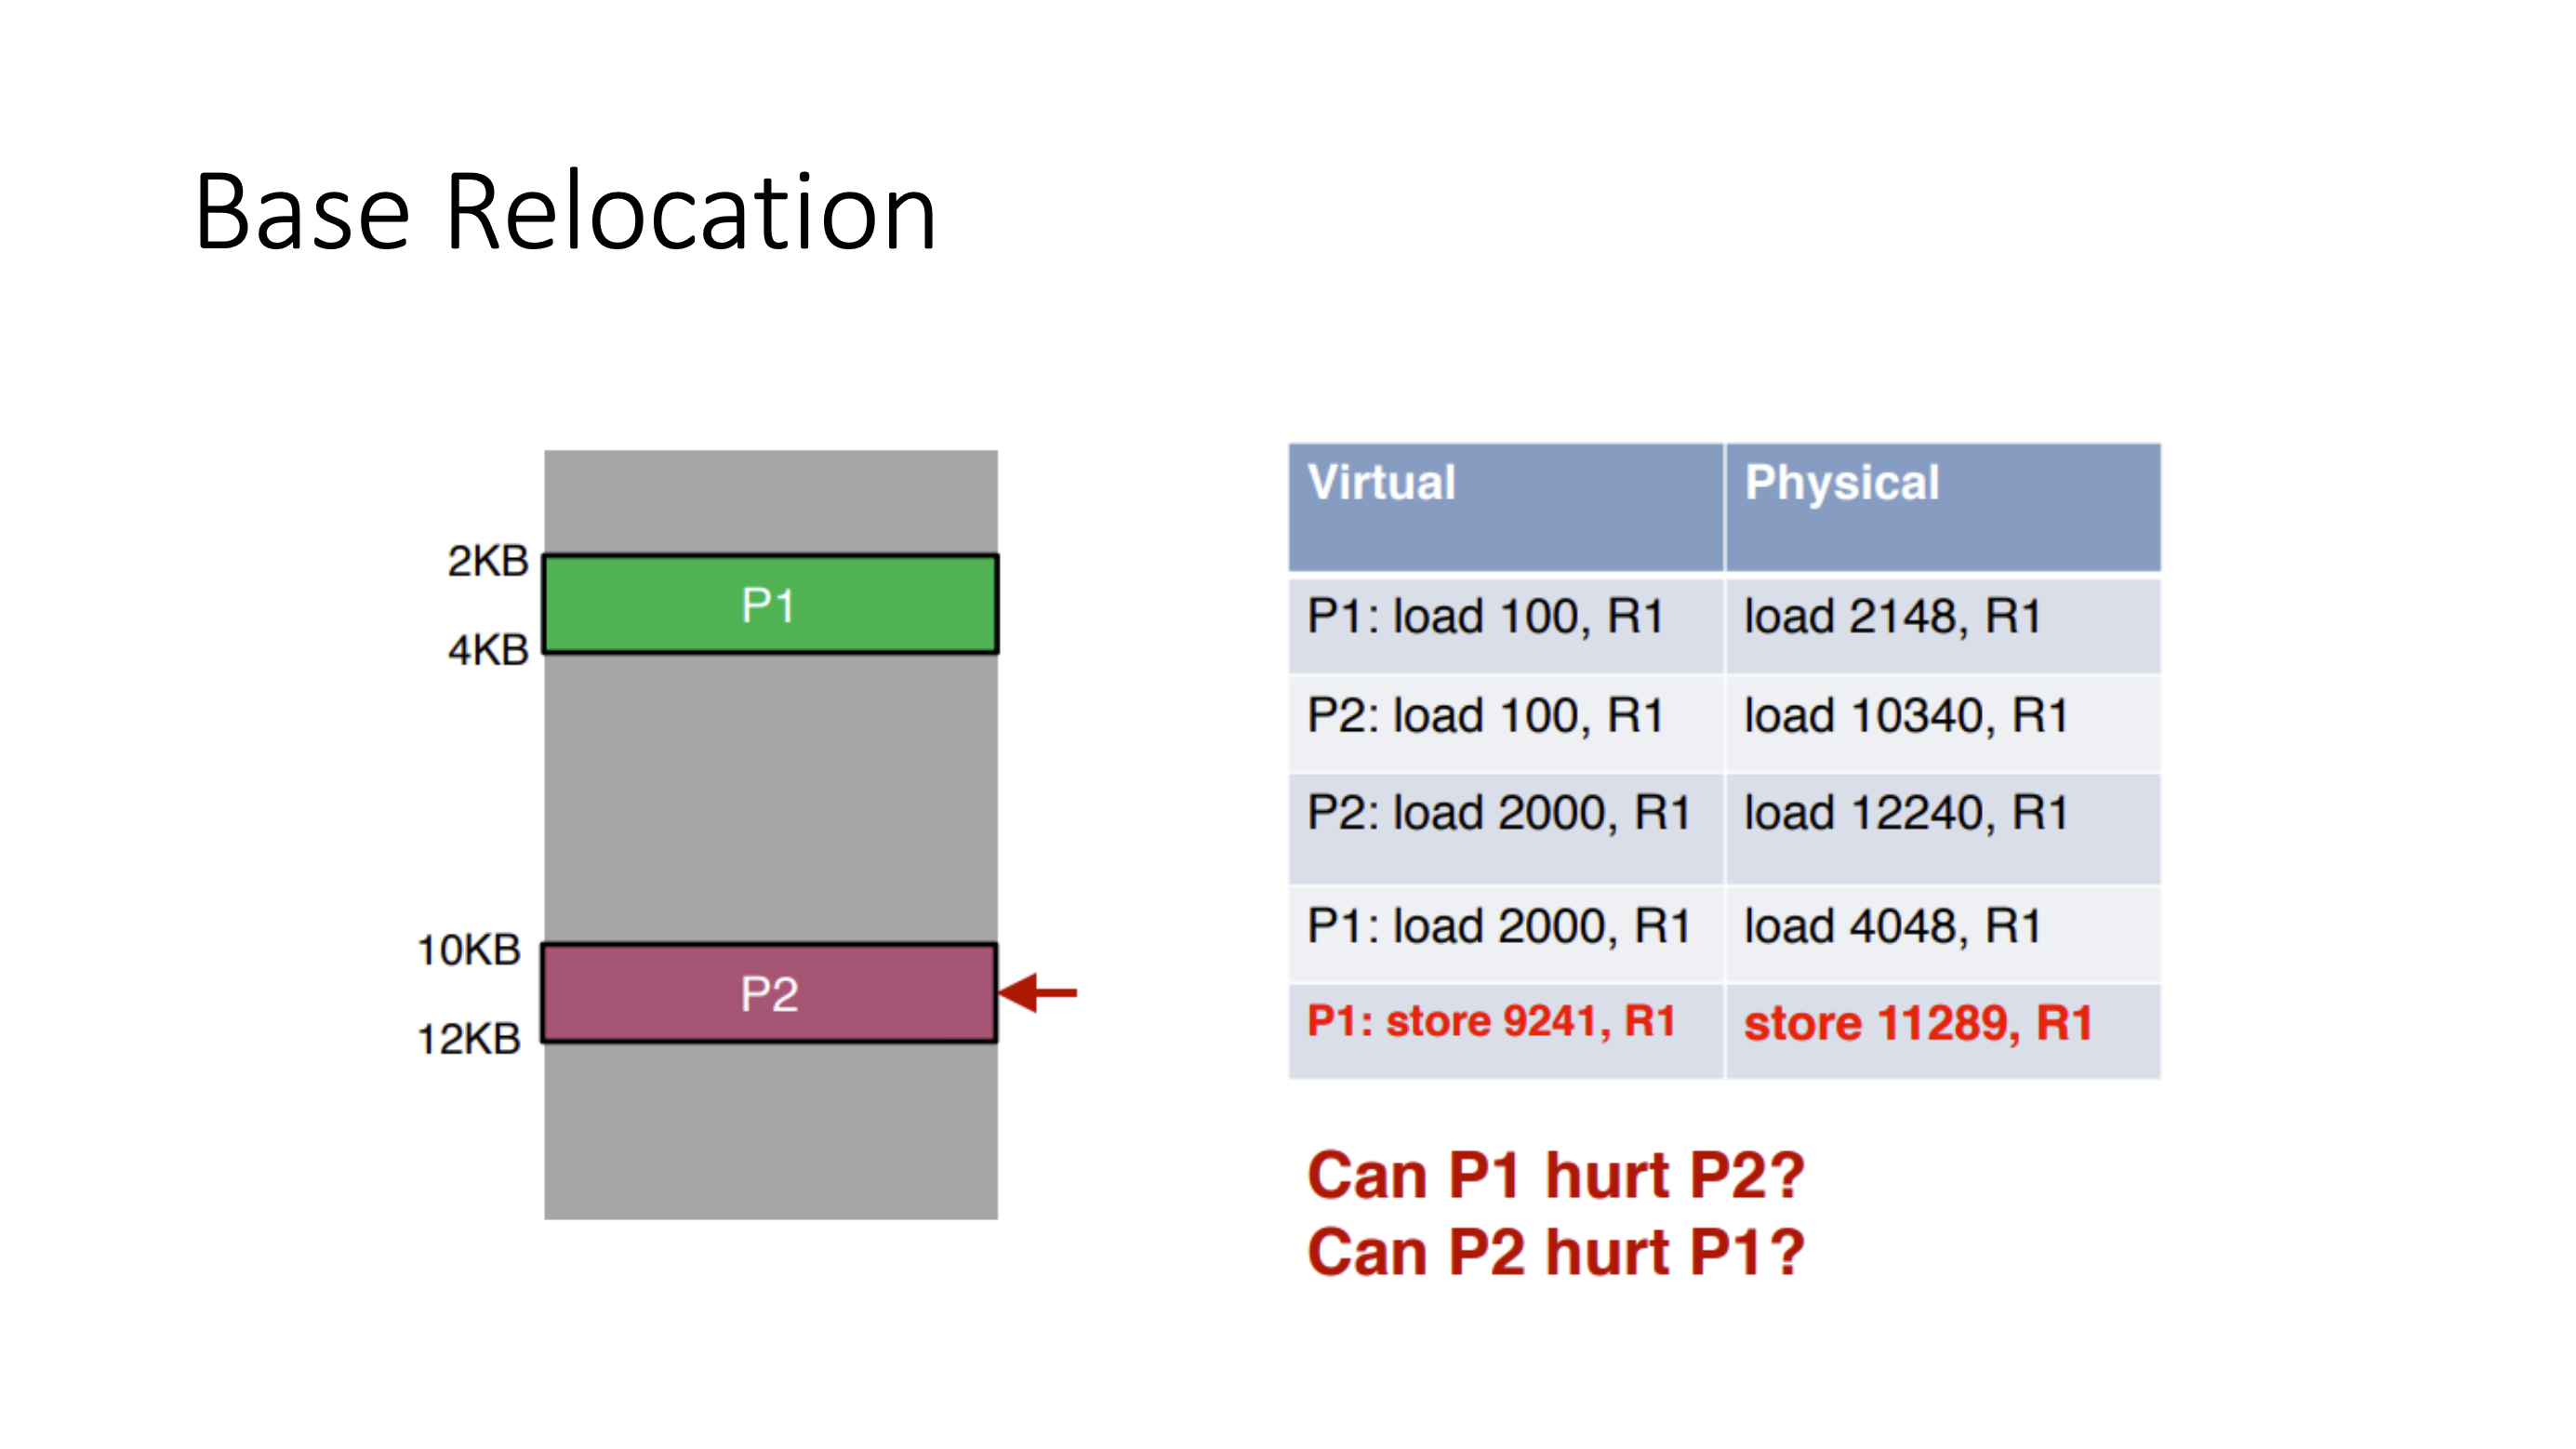 Base Relocation
2KB
P1
4KB
10KB
P2
12KB
Virtual Physical
P1: load 100, R1 load 2148, R1
P2: load 100, R1 load 10340, R1
P2: load 2000, R1 load 12240, R1
P1: load 2000, R1 load 4048, R1
P1: store 9241, R1 store 11289, R1
Can P1 hurt P2?
Can P2 hurt P1?